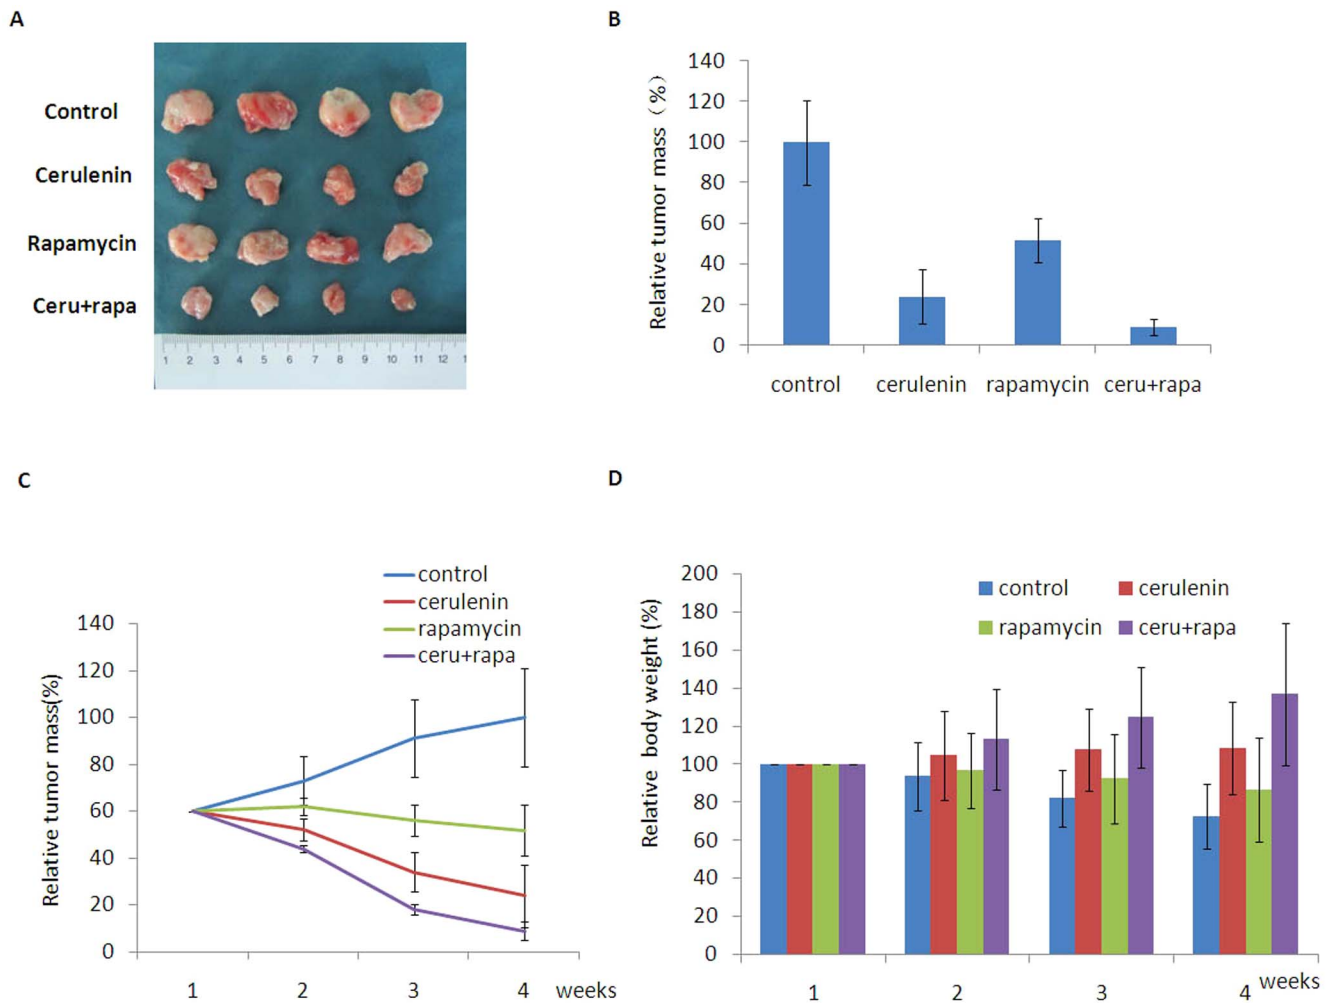 A
Control
Cerulenin
Rapamycin
Ceru+rapa
1 2 3 4 5 6 7 8 9 10 11 12 1
B
Relative tumor mass (%)
140
120
100
80
60
40
20
0
control cerulenin rapamycin ceru+rapa
C
control
cerulenin
rapamycin
ceru+rapa
Relative tumor mass(%)
140
120
100
80
60
40
20
0
1 2 3 4 weeks
D
Relative body weight (%)
200
180
160
140
120
100
80
60
40
20
0
control cerulenin
rapamycin ceru+rapa
1 2 3 4 weeks